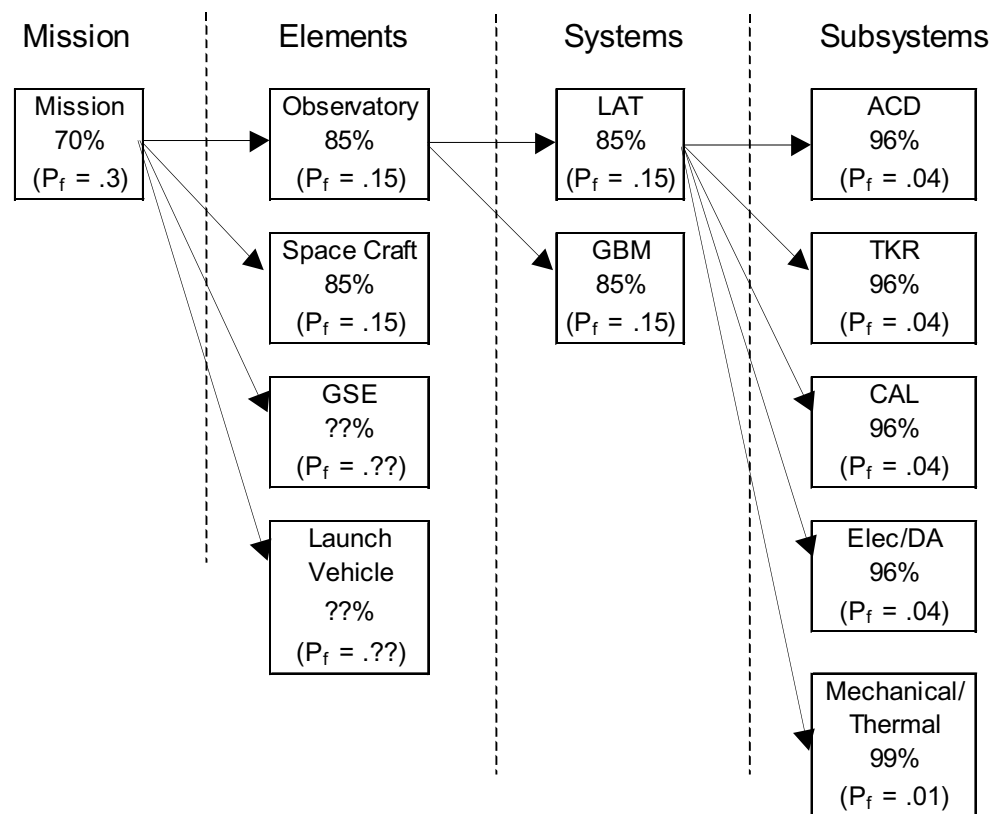 Mission
Elements
Systems
Subsystems
Mission
70%
(Pf = .3)
Observatory
85%
(Pf = .15)
Space Craft
85%
(Pf = .15)
GSE
??%
(Pf = .??)
Launch
Vehicle
??%
(Pf = .??)
LAT
85%
(Pf = .15)
GBM
85%
(Pf = .15)
ACD
96%
(Pf = .04)
TKR
96%
(Pf = .04)
CAL
96%
(Pf = .04)
Elec/DA
96%
(Pf = .04)
Mechanical/
Thermal
99%
(Pf = .01)